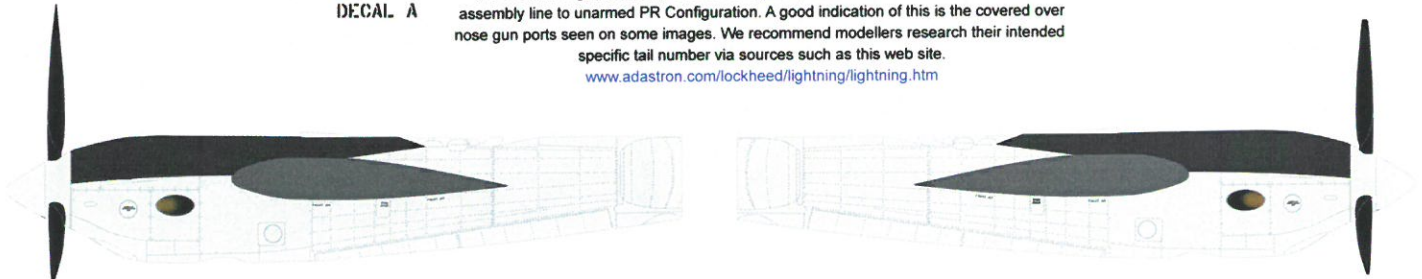 DECAL A
assembly line to unarmed PR Configuration. A good indication of this is the covered over
nose gun ports seen on some images. We recommend modellers research their intended
specific tail number via sources such as this web site.
www.adastron.com/lockheed/lightning/lightning.htm